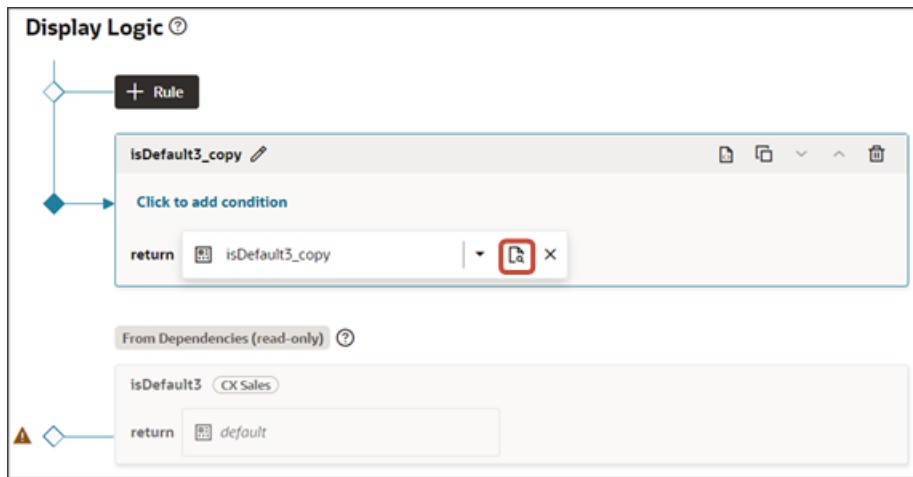 Display Logic
+ Rule
isDefault3_copy
Click to add condition
return isDefault3_copy
From Dependencies (read-only)
isDefault3 CX Sales
return default